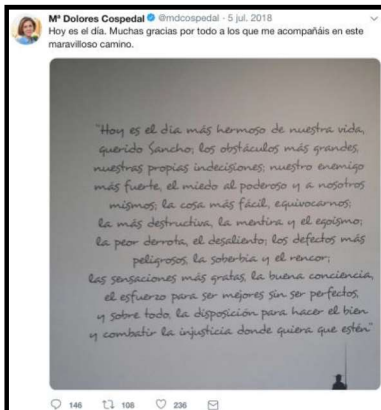 Mª Dolores Cospedal @mdcospedal · 5 jul. 2018
Hoy es el día. Muchas gracias por todo a los que me acompañáis en este
maravilloso camino.
"Hoy es el día más hermoso de nuestra vida,
querido Sancho; los obstáculos más grandes,
nuestras propias indecisiones; nuestro enemigo
más fuerte, el miedo al poderoso y a nosotros
mismos; la cosa más fácil, equivocarnos;
la más destructiva, la mentira y el egoísmo;
la peor derrota, el desaliento; los defectos más
peligrosos, la soberbia y el rencor;
las sensaciones más gratas, la buena conciencia,
el esfuerzo para ser mejores sin ser perfectos,
y sobre todo, la disposición para hacer el bien
y combatir la injusticia donde quiera que estén"
146 108 236